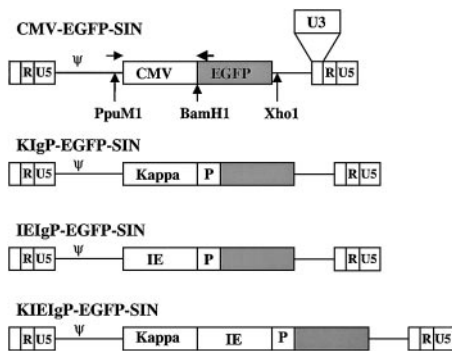 CMV-EGFP-SIN
U3
ψ
R U5 CMV EGFP R U5
PpuM1 BamH1 Xho1
KIgP-EGFP-SIN
ψ
R U5 Kappa P R U5
IEIgP-EGFP-SIN
ψ
R U5 IE P R U5
KIEIgP-EGFP-SIN
ψ
R U5 Kappa IE P R U5